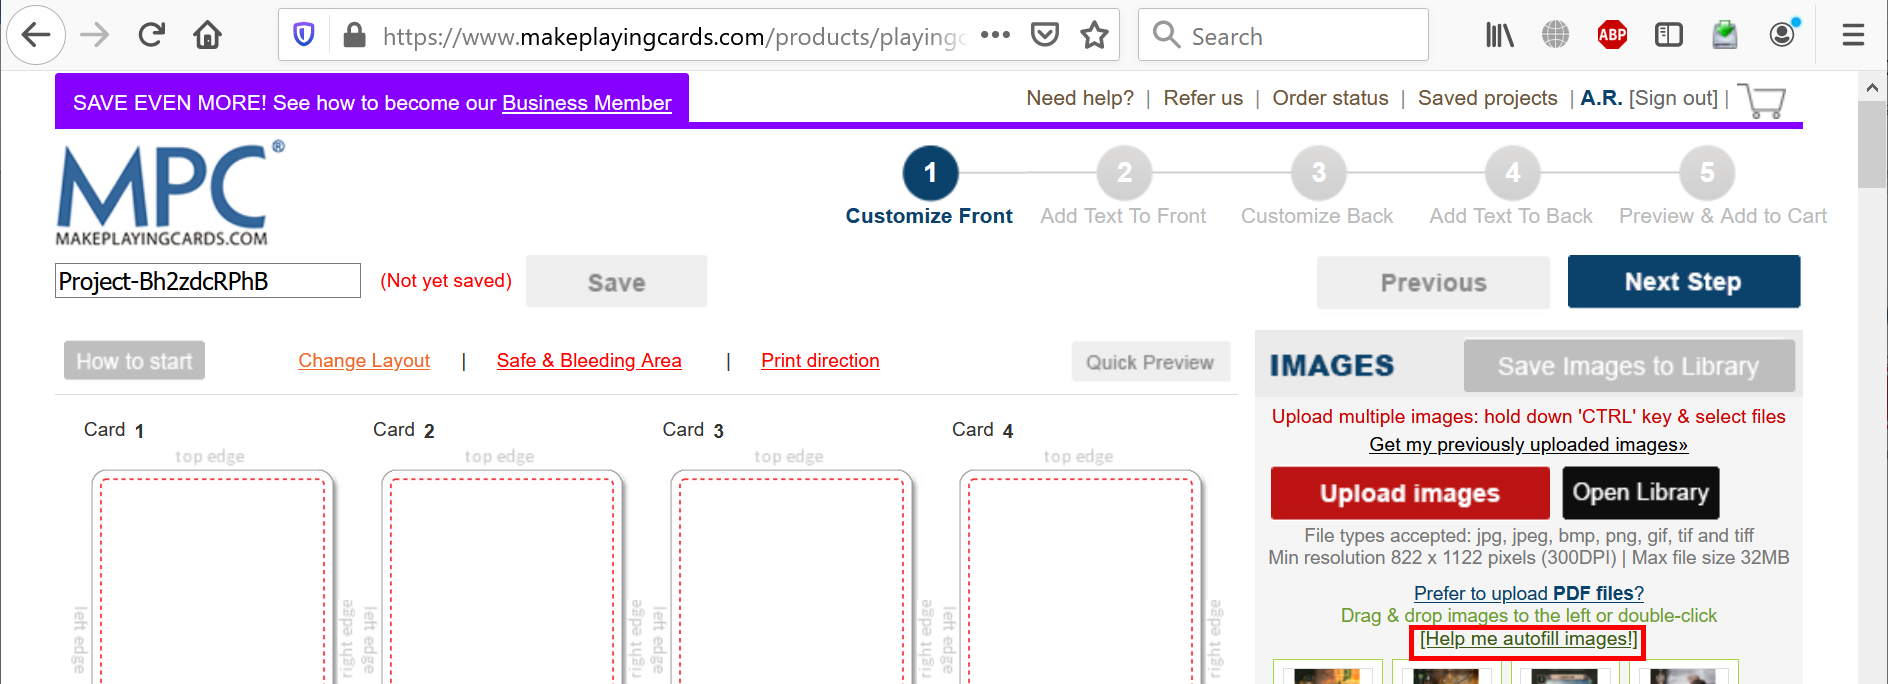 https://www.makeplayingcards.com/products/playingc
Search
ABP
SAVE EVEN MORE! See how to become our Business Member
Need help? | Refer us | Order status | Saved projects | A.R. [Sign out] |
MPC®
MAKEPLAYINGCARDS.COM
1 2 3 4 5
Customize Front Add Text To Front Customize Back Add Text To Back Preview & Add to Cart
Project-Bh2zdcRPhB (Not yet saved) Save Previous Next Step
How to start Change Layout | Safe & Bleeding Area | Print direction Quick Preview
IMAGES Save Images to Library
Upload multiple images: hold down 'CTRL' key & select files
Get my previously uploaded images»
Upload images Open Library
File types accepted: jpg, jpeg, bmp, png, gif, tif and tiff
Min resolution 822 x 1122 pixels (300DPI) | Max file size 32MB
Prefer to upload PDF files?
Drag & drop images to the left or double-click
[Help me autofill images!]
Card 1 Card 2 Card 3 Card 4
top edge top edge top edge top edge
left edge right edge left edge right edge left edge right edge left edge right edge